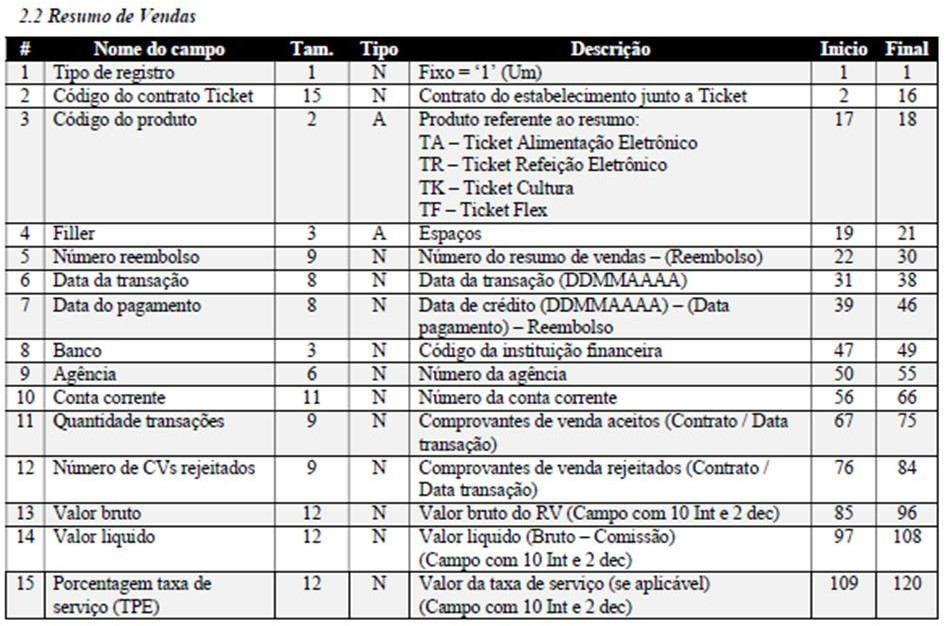 2.2 Resumo de Vendas
# Nome do campo Tam. Tipo Descrição Inicio Final
1 Tipo de registro 1 N Fixo = ‘1’ (Um) 1 1
2 Código do contrato Ticket 15 N Contrato do estabelecimento junto a Ticket 2 16
3 Código do produto 2 A Produto referente ao resumo: 17 18
TA – Ticket Alimentação Eletrônico
TR – Ticket Refeição Eletrônico
TK – Ticket Cultura
TF – Ticket Flex
4 Filler 3 A Espaços 19 21
5 Número reembolso 9 N Número do resumo de vendas – (Reembolso) 22 30
6 Data da transação 8 N Data da transação (DDMMAAAA) 31 38
7 Data do pagamento 8 N Data de crédito (DDMMAAAA) – (Data 39 46
pagamento) – Reembolso
8 Banco 3 N Código da instituição financeira 47 49
9 Agência 6 N Número da agência 50 55
10 Conta corrente 11 N Número da conta corrente 56 66
11 Quantidade transações 9 N Comprovantes de venda aceitos (Contrato / Data 67 75
transação)
12 Número de CVs rejeitados 9 N Comprovantes de venda rejeitados (Contrato / 76 84
Data transação)
13 Valor bruto 12 N Valor bruto do RV (Campo com 10 Int e 2 dec) 85 96
14 Valor liquido 12 N Valor liquido (Bruto – Comissão) 97 108
(Campo com 10 Int e 2 dec)
15 Porcentagem taxa de 12 N Valor da taxa de serviço (se aplicável) 109 120
serviço (TPE) (Campo com 10 Int e 2 dec)